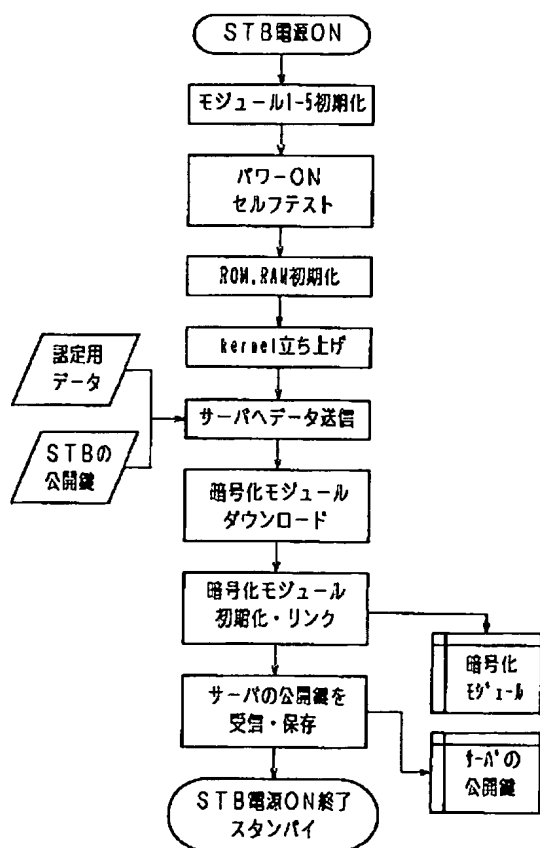 STB電源ON
モジュール1-5初期化
パワーON
セルフテスト
ROM,RAM初期化
kernel立ち上げ
認定用
データ
サーバへデータ送信
STBの
公開鍵
暗号化モジュール
ダウンロード
暗号化モジュール
初期化・リンク
暗号化
モジュール
サーバの公開鍵を
受信・保存
サーバの
公開鍵
STB電源ON終了
スタンバイ